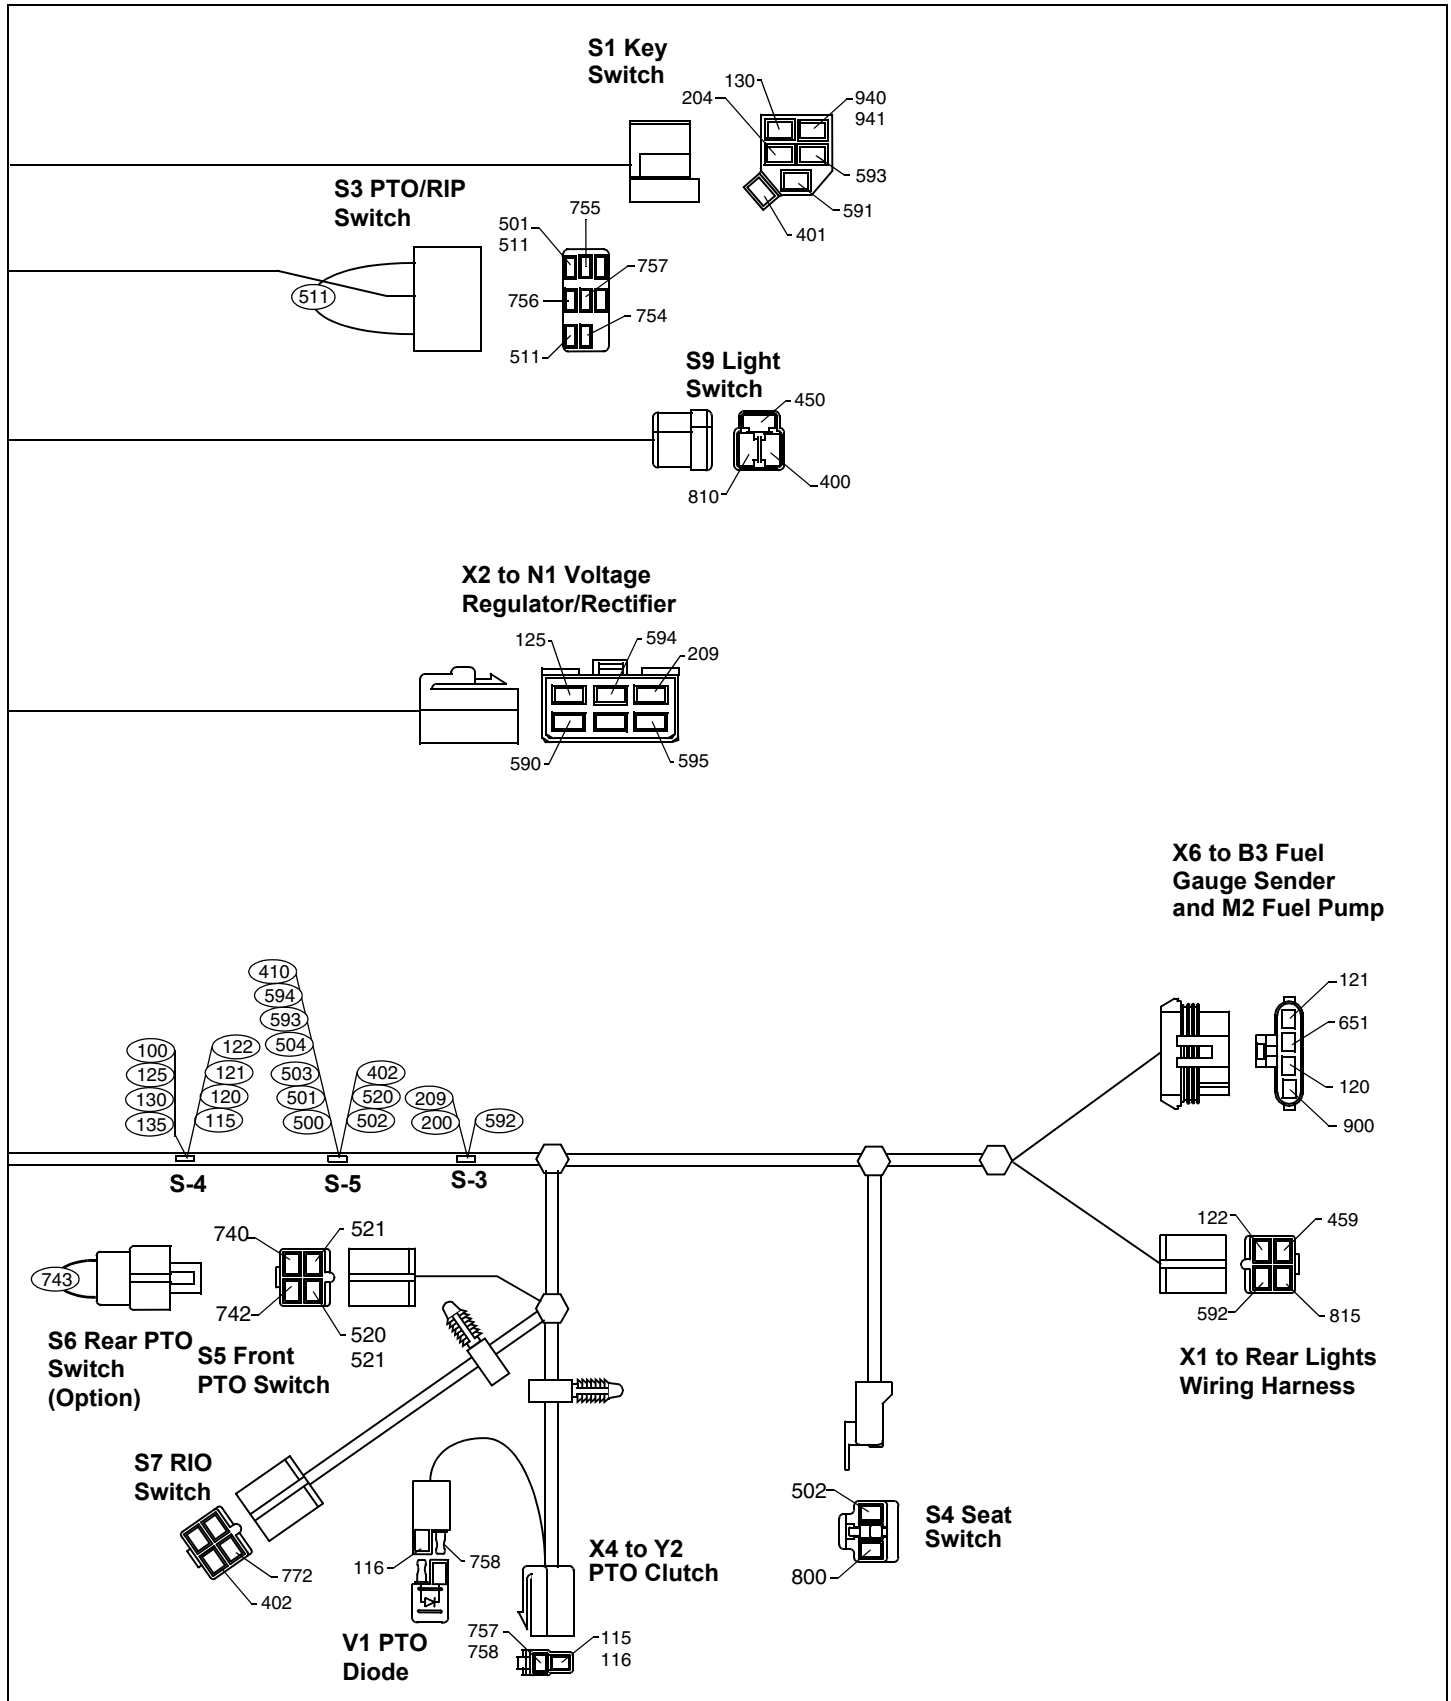 S1 Key
Switch
130
204
940
941
593
591
401
S3 PTO/RIP
Switch
755
501
511
757
756
754
511
511
S9 Light
Switch
450
400
810
X2 to N1 Voltage
Regulator/Rectifier
125
594
209
590
595
X6 to B3 Fuel
Gauge Sender
and M2 Fuel Pump
121
651
120
900
410
594
593
504
503
501
500
100
125
130
135
122
121
120
115
402
520
502
209
200
592
S-4
S-5
S-3
740
521
743
742
520
521
S6 Rear PTO
Switch
(Option)
S5 Front
PTO Switch
122
459
592
815
X1 to Rear Lights
Wiring Harness
S7 RIO
Switch
772
402
116
758
V1 PTO
Diode
X4 to Y2
PTO Clutch
757
758
115
116
502
800
S4 Seat
Switch